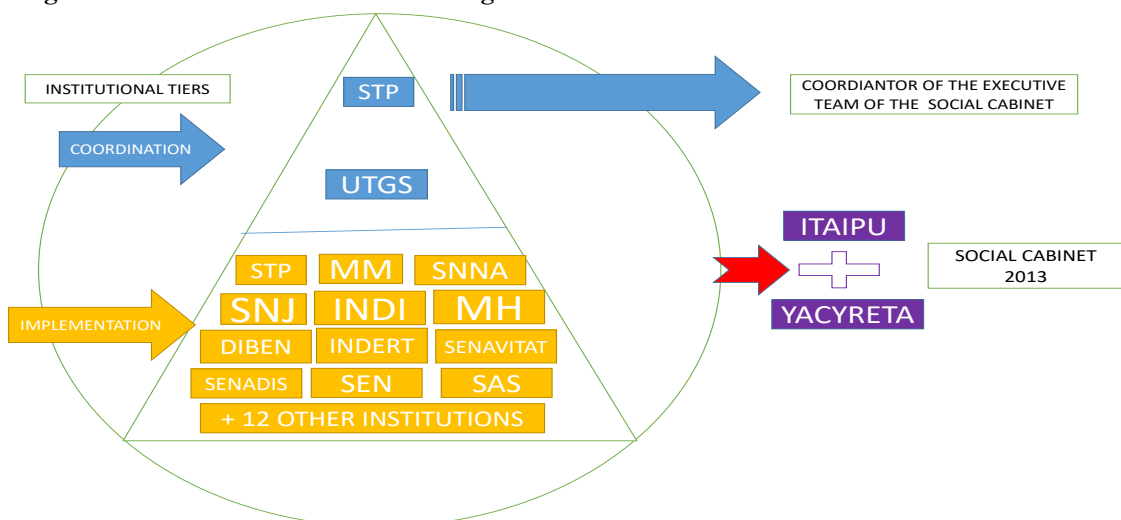 INSTITUTIONAL TIERS
STP
COORDIANTOR OF THE EXECUTIVE
TEAM OF THE SOCIAL CABINET
COORDINATION
UTGS
ITAIPU
SOCIAL CABINET
2013
YACYRETA
STP MM SNNA
IMPLEMENTATION
SNJ INDI MH
DIBEN INDERT SENAVITAT
SENADIS SEN SAS
+ 12 OTHER INSTITUTIONS